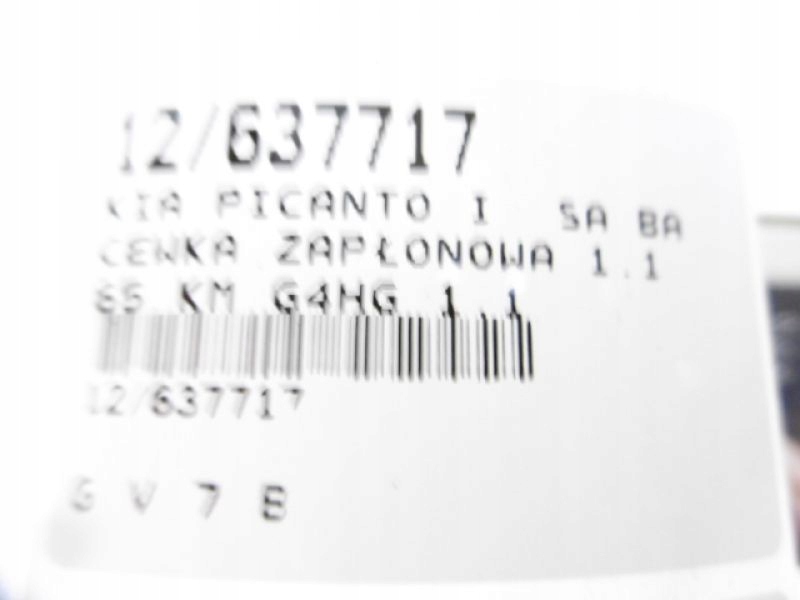 12/637717
KIA PICANTO I SA BA
CEWKA ZAPŁONOWA 1.1
65 KM G4HG 1.1
12/637717
G V 7 B